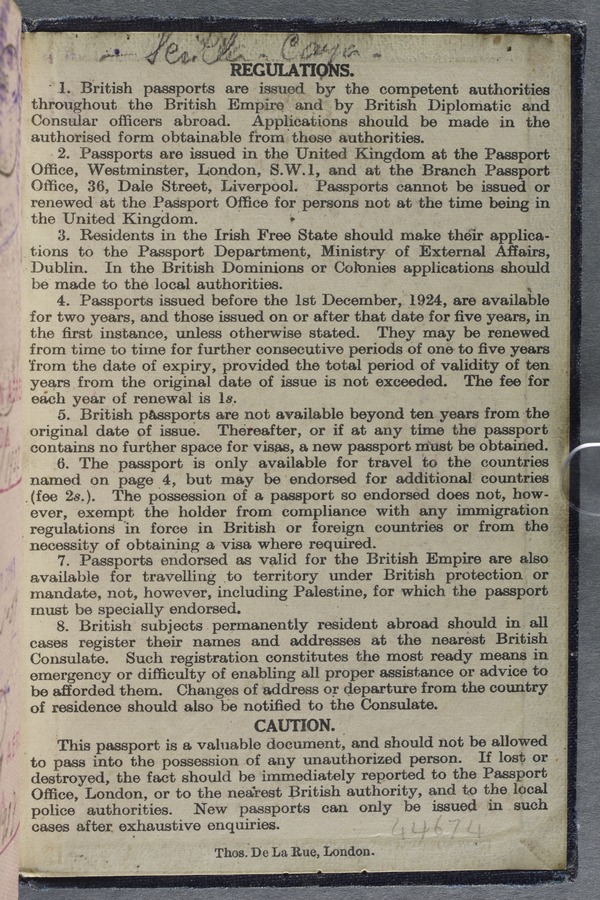 REGULATIONS.
1. British passports are issued by the competent authorities
throughout the British Empire and by British Diplomatic and
Consular officers abroad. Applications should be made in the
authorised form obtainable from those authorities.
2. Passports are issued in the United Kingdom at the Passport
Office, Westminster, London, S.W.1, and at the Branch Passport
Office, 36, Dale Street, Liverpool. Passports cannot be issued or
renewed at the Passport Office for persons not at the time being in
the United Kingdom.
3. Residents in the Irish Free State should make their applica-
tions to the Passport Department, Ministry of External Affairs,
Dublin. In the British Dominions or Colonies applications should
be made to the local authorities.
4. Passports issued before the 1st December, 1924, are available
for two years, and those issued on or after that date for five years, in
the first instance, unless otherwise stated. They may be renewed
from time to time for further consecutive periods of one to five years
from the date of expiry, provided the total period of validity of ten
years from the original date of issue is not exceeded. The fee for
each year of renewal is 1s.
5. British passports are not available beyond ten years from the
original date of issue. Thereafter, or if at any time the passport
contains no further space for visas, a new passport must be obtained.
6. The passport is only available for travel to the countries
named on page 4, but may be endorsed for additional countries
(fee 2s.). The possession of a passport so endorsed does not, how-
ever, exempt the holder from compliance with any immigration
regulations in force in British or foreign countries or from the
necessity of obtaining a visa where required.
7. Passports endorsed as valid for the British Empire are also
available for travelling to territory under British protection or
mandate, not, however, including Palestine, for which the passport
must be specially endorsed.
8. British subjects permanently resident abroad should in all
cases register their names and addresses at the nearest British
Consulate. Such registration constitutes the most ready means in
emergency or difficulty of enabling all proper assistance or advice to
be afforded them. Changes of address or departure from the country
of residence should also be notified to the Consulate.
CAUTION.
This passport is a valuable document, and should not be allowed
to pass into the possession of any unauthorized person. If lost or
destroyed, the fact should be immediately reported to the Passport
Office, London, or to the nearest British authority, and to the local
police authorities. New passports can only be issued in such
cases after exhaustive enquiries.
44674
Thos. De La Rue, London.